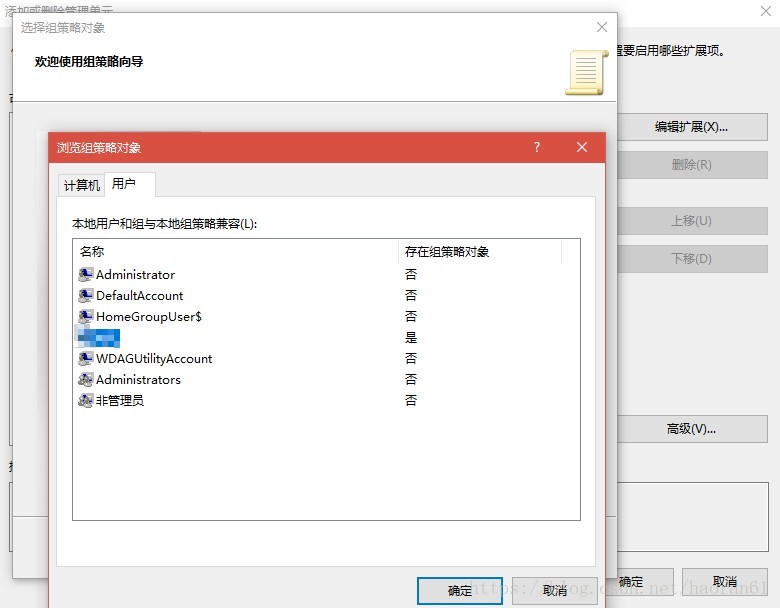 添加或删除管理单元
选择组策略对象
欢迎使用组策略向导
置要启用哪些扩展项。
编辑扩展(X)...
删除(R)
上移(U)
下移(D)
高级(V)...
浏览组策略对象
?
计算机
用户
本地用户和组与本地组策略兼容(L):
名称 存在组策略对象
Administrator 否
DefaultAccount 否
HomeGroupUser$ 否
是
WDAGUtilityAccount 否
Administrators 否
非管理员 否
确定 取消
确定 取消
https://blog.csdn.net/haoran61